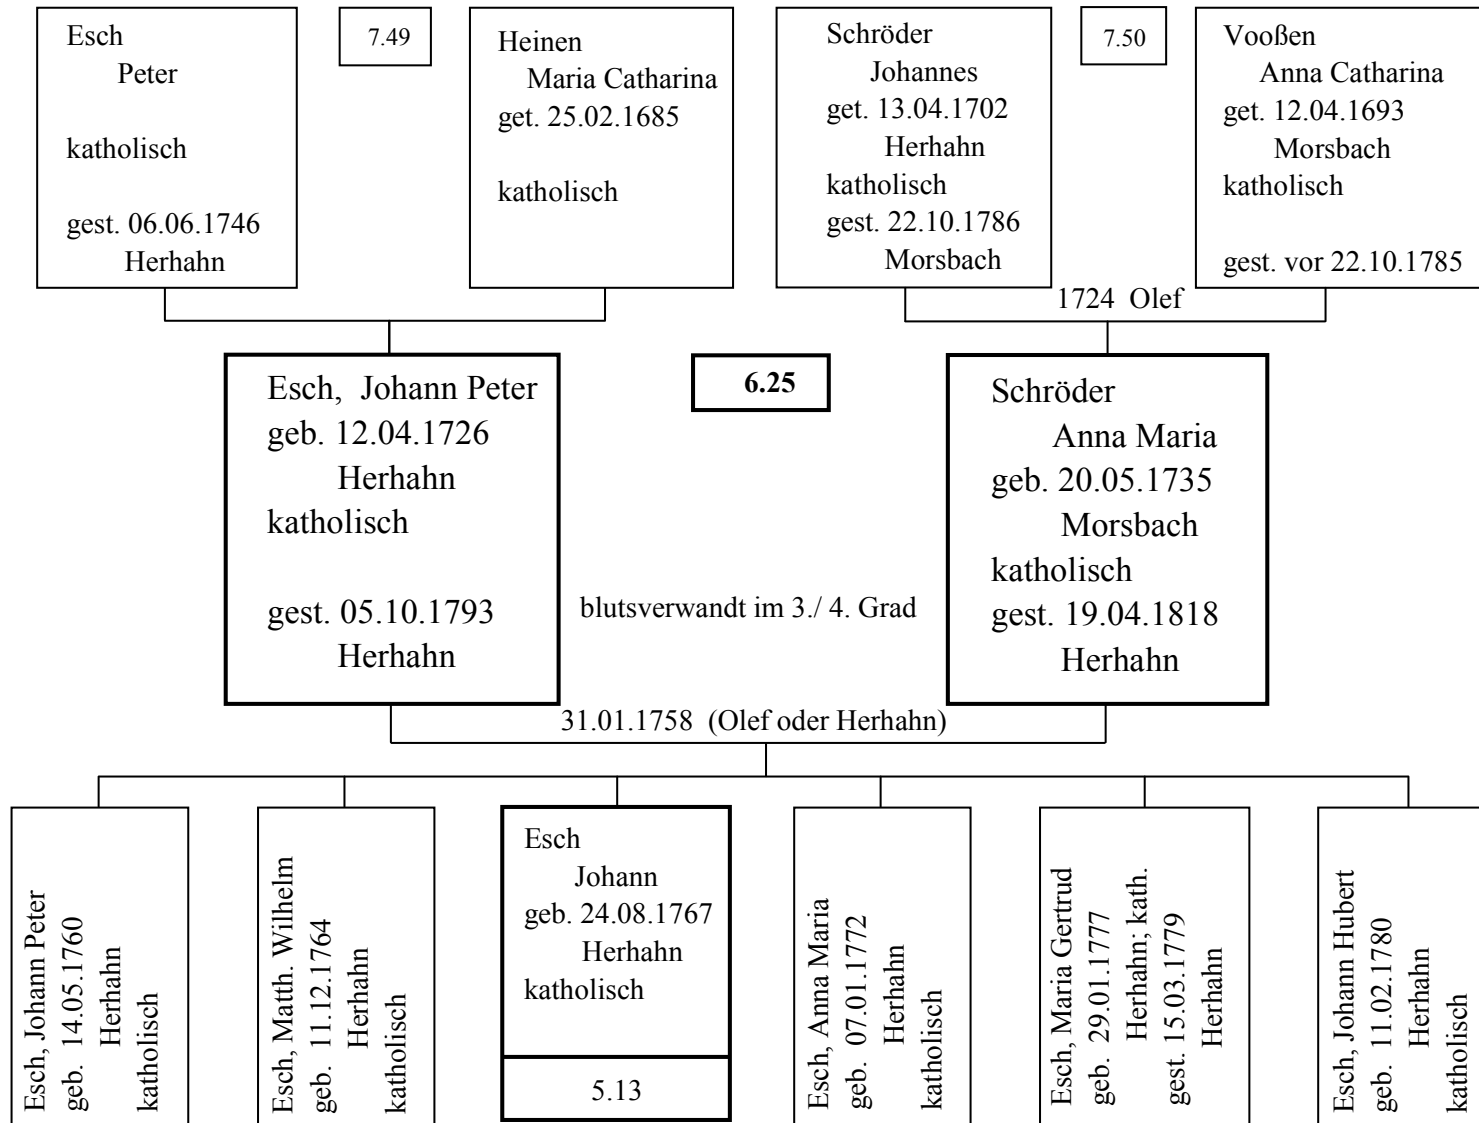 Esch
Peter
katholisch
gest. 06.06.1746
Herhahn
7.49
Heinen
Maria Catharina
get. 25.02.1685
katholisch
Schröder
Johannes
get. 13.04.1702
Herhahn
katholisch
gest. 22.10.1786
Morsbach
7.50
Vooßen
Anna Catharina
get. 12.04.1693
Morsbach
katholisch
gest. vor 22.10.1785
1724 Olef
Esch, Johann Peter
geb. 12.04.1726
Herhahn
katholisch
gest. 05.10.1793
Herhahn
6.25
blutsverwandt im 3./ 4. Grad
Schröder
Anna Maria
geb. 20.05.1735
Morsbach
katholisch
gest. 19.04.1818
Herhahn
31.01.1758 (Olef oder Herhahn)
Esch, Johann Peter
geb. 14.05.1760
Herhahn
katholisch
Esch, Matth. Wilhelm
geb. 11.12.1764
Herhahn
katholisch
Esch
Johann
geb. 24.08.1767
Herhahn
katholisch
5.13
Esch, Anna Maria
geb. 07.01.1772
Herhahn
katholisch
Esch, Maria Gertrud
geb. 29.01.1777
Herhahn; kath.
gest. 15.03.1779
Herhahn
Esch, Johann Hubert
geb. 11.02.1780
Herhahn
katholisch